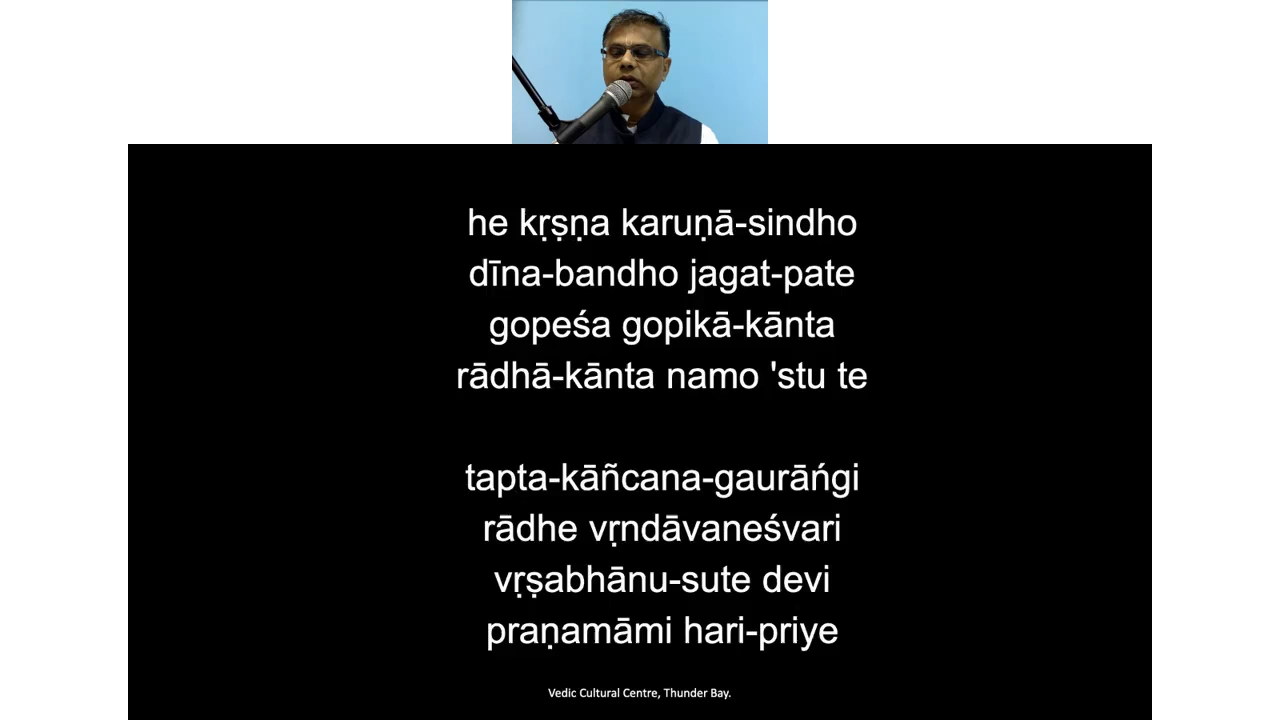 he kṛṣṇa karuṇā-sindho
dīna-bandho jagat-pate
gopeśa gopikā-kānta
rādhā-kānta namo 'stu te
tapta-kāñcana-gaurāńgi
rādhe vṛndāvaneśvari
vṛṣabhānu-sute devi
praṇamāmi hari-priye
Vedic Cultural Centre, Thunder Bay.